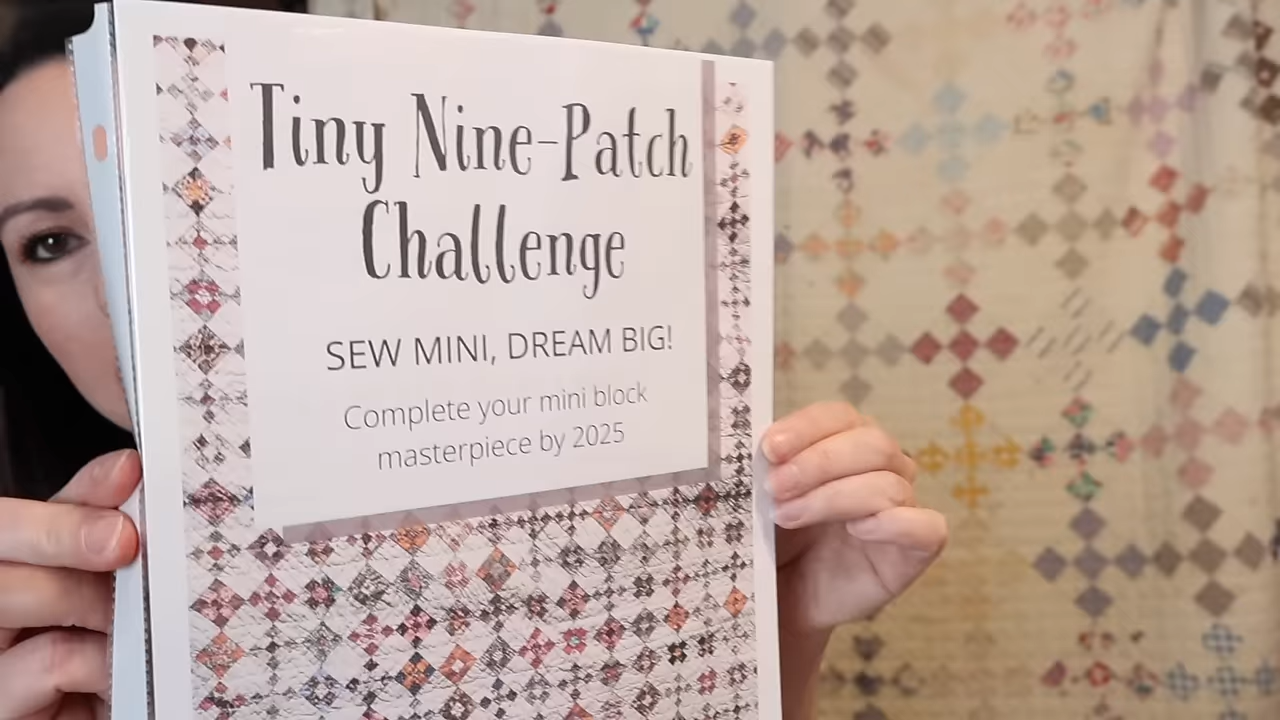 Tiny Nine-Patch
Challenge
SEW MINI, DREAM BIG!
Complete your mini block
masterpiece by 2025